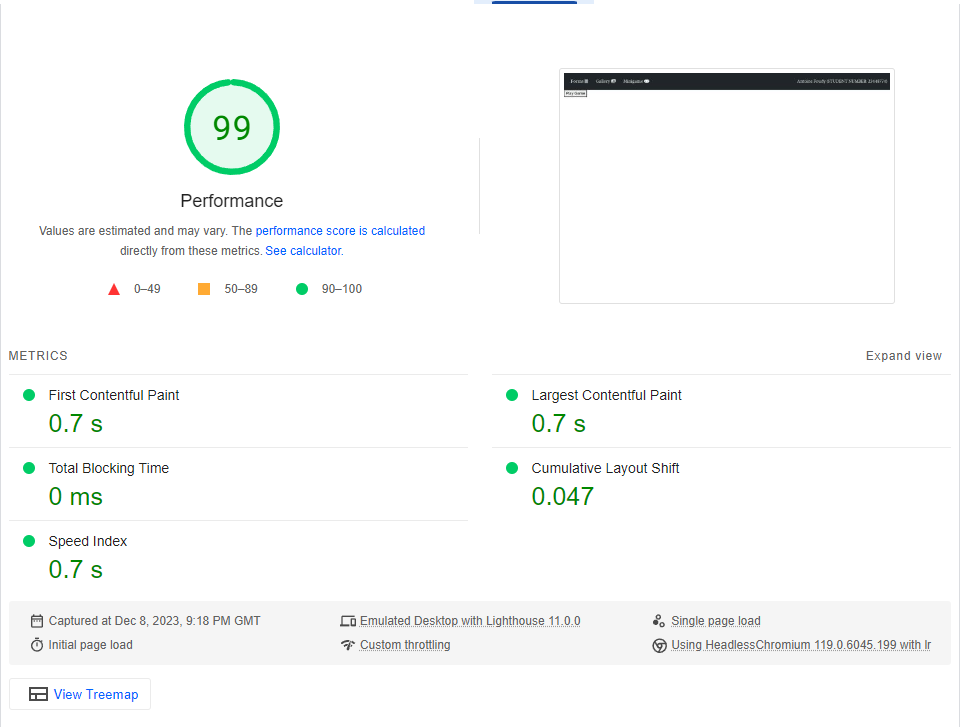 Forms
Gallery
Minigame
STUDENT NUMBER
Play Game
99
Performance
Values are estimated and may vary. The performance score is calculated
directly from these metrics. See calculator.
0–49
50–89
90–100
METRICS
Expand view
First Contentful Paint
0.7 s
Largest Contentful Paint
0.7 s
Total Blocking Time
0 ms
Cumulative Layout Shift
0.047
Speed Index
0.7 s
Captured at Dec 8, 2023, 9:18 PM GMT
Emulated Desktop with Lighthouse 11.0.0
Single page load
Initial page load
Custom throttling
Using HeadlessChromium 119.0.6045.199 with lr
View Treemap